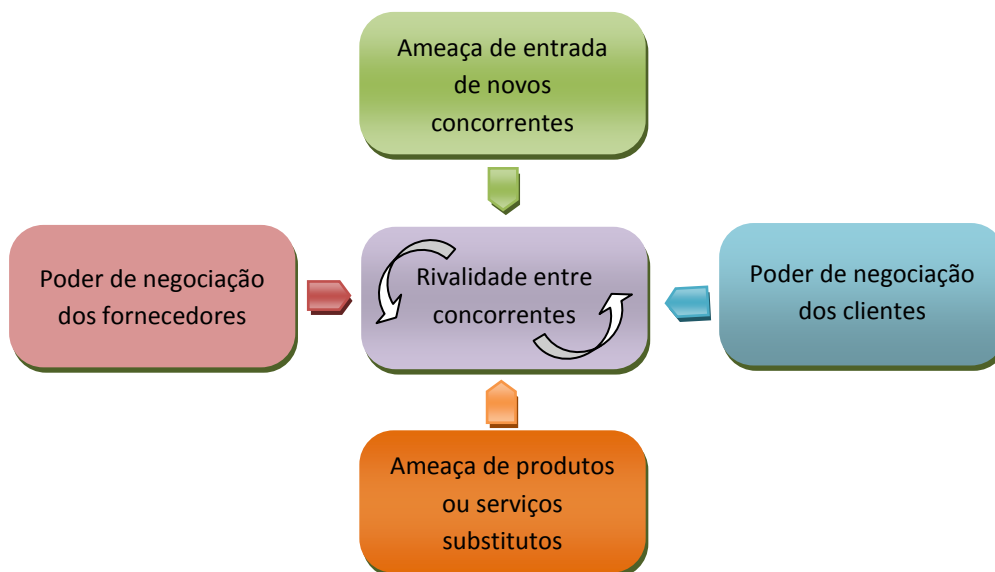 Ameaça de entrada
de novos
concorrentes
Poder de negociação
dos fornecedores
Rivalidade entre
concorrentes
Poder de negociação
dos clientes
Ameaça de produtos
ou serviços
substitutos